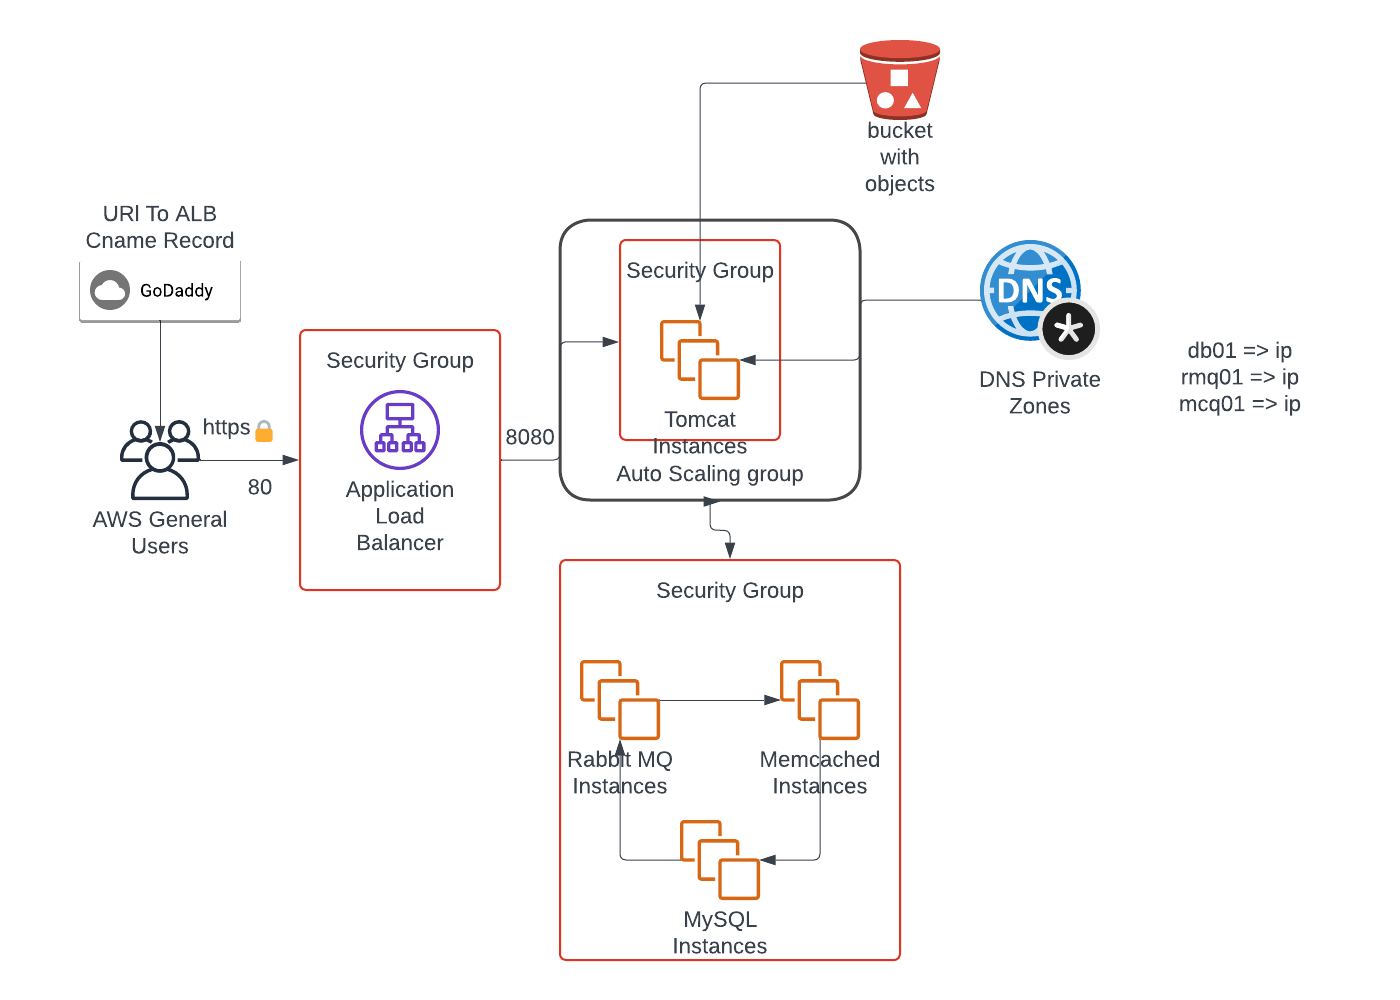 bucket
with
objects
URl To ALB
Cname Record
GoDaddy
Security Group
DNS
*
Security Group
https
8080
80
Tomcat
Instances
Auto Scaling group
DNS Private
Zones
db01 => ip
rmq01 => ip
mcq01 => ip
Application
Load
Balancer
AWS General
Users
Security Group
Rabbit MQ
Instances
Memcached
Instances
MySQL
Instances